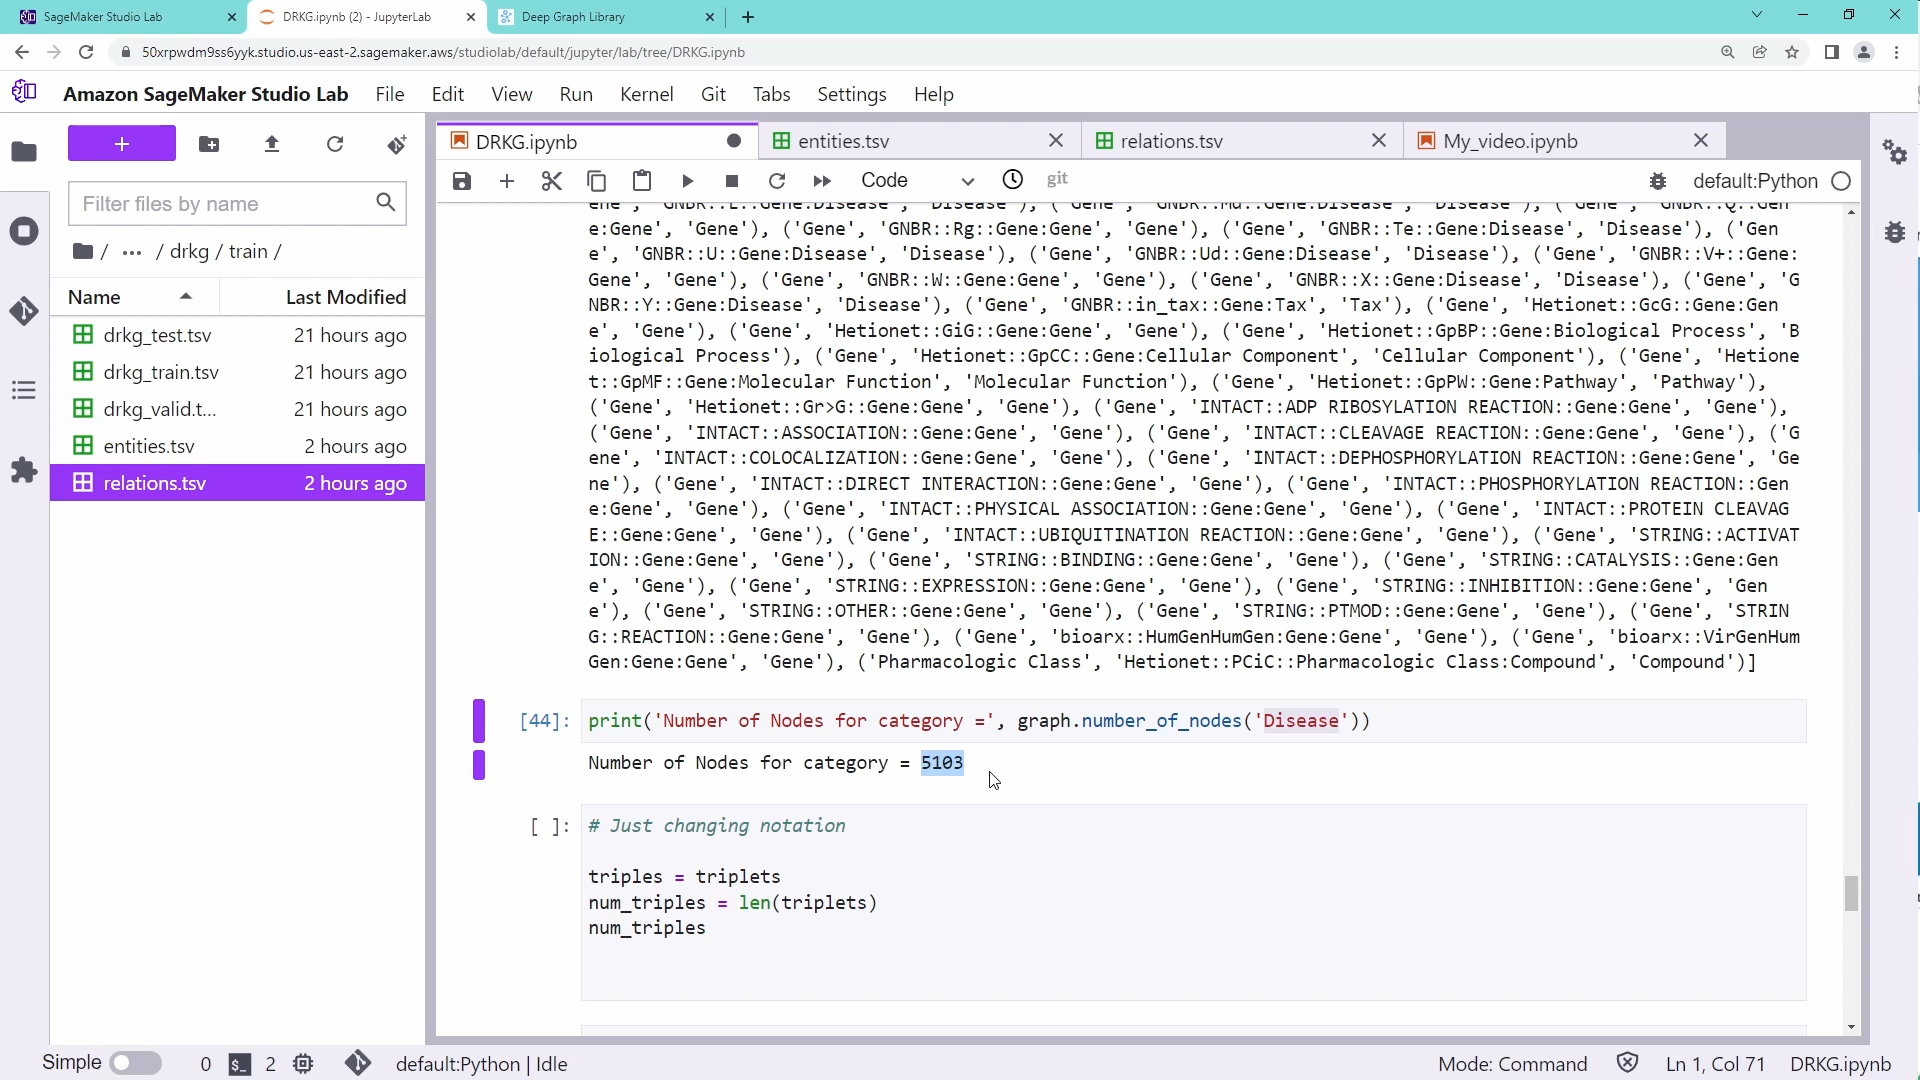 SageMaker Studio Lab
DRKG.ipynb (2) - JupyterLab
Deep Graph Library
50xrpwdm9ss6yyk.studio.us-east-2.sagemaker.aws/studiolab/default/jupyter/lab/tree/DRKG.ipynb
Amazon SageMaker Studio Lab File Edit View Run Kernel Git Tabs Settings Help
DRKG.ipynb
entities.tsv
relations.tsv
My_video.ipynb
Code
git
default:Python
Filter files by name
/ ... / drkg / train /
Name Last Modified
drkg_test.tsv 21 hours ago
drkg_train.tsv 21 hours ago
drkg_valid.t... 21 hours ago
entities.tsv 2 hours ago
relations.tsv 2 hours ago
ene', 'GNBR::L::Gene:Disease', 'Disease'), ('Gene', 'GNBR::Md::Gene:Disease', 'Disease'), ('Gene', 'GNBR::Q::Gen
e:Gene', 'Gene'), ('Gene', 'GNBR::Rg::Gene:Gene', 'Gene'), ('Gene', 'GNBR::Te::Gene:Disease', 'Disease'), ('Gen
e', 'GNBR::U::Gene:Disease', 'Disease'), ('Gene', 'GNBR::Ud::Gene:Disease', 'Disease'), ('Gene', 'GNBR::V+::Gene:
Gene', 'Gene'), ('Gene', 'GNBR::W::Gene:Gene', 'Gene'), ('Gene', 'GNBR::X::Gene:Disease', 'Disease'), ('Gene', 'G
NBR::Y::Gene:Disease', 'Disease'), ('Gene', 'GNBR::in_tax::Gene:Tax', 'Tax'), ('Gene', 'Hetionet::GcG::Gene:Gen
e', 'Gene'), ('Gene', 'Hetionet::GiG::Gene:Gene', 'Gene'), ('Gene', 'Hetionet::GpBP::Gene:Biological Process', 'B
iological Process'), ('Gene', 'Hetionet::GpCC::Gene:Cellular Component', 'Cellular Component'), ('Gene', 'Hetione
t::GpMF::Gene:Molecular Function', 'Molecular Function'), ('Gene', 'Hetionet::GpPW::Gene:Pathway', 'Pathway'),
('Gene', 'Hetionet::Gr>G::Gene:Gene', 'Gene'), ('Gene', 'INTACT::ADP RIBOSYLATION REACTION::Gene:Gene', 'Gene'),
('Gene', 'INTACT::ASSOCIATION::Gene:Gene', 'Gene'), ('Gene', 'INTACT::CLEAVAGE REACTION::Gene:Gene', 'Gene'), ('G
ene', 'INTACT::COLOCALIZATION::Gene:Gene', 'Gene'), ('Gene', 'INTACT::DEPHOSPHORYLATION REACTION::Gene:Gene', 'Ge
ne'), ('Gene', 'INTACT::DIRECT INTERACTION::Gene:Gene', 'Gene'), ('Gene', 'INTACT::PHOSPHORYLATION REACTION::Gen
e:Gene', 'Gene'), ('Gene', 'INTACT::PHYSICAL ASSOCIATION::Gene:Gene', 'Gene'), ('Gene', 'INTACT::PROTEIN CLEAVAG
E::Gene:Gene', 'Gene'), ('Gene', 'INTACT::UBIQUITINATION REACTION::Gene:Gene', 'Gene'), ('Gene', 'STRING::ACTIVAT
ION::Gene:Gene', 'Gene'), ('Gene', 'STRING::BINDING::Gene:Gene', 'Gene'), ('Gene', 'STRING::CATALYSIS::Gene:Gen
e', 'Gene'), ('Gene', 'STRING::EXPRESSION::Gene:Gene', 'Gene'), ('Gene', 'STRING::INHIBITION::Gene:Gene', 'Gen
e'), ('Gene', 'STRING::OTHER::Gene:Gene', 'Gene'), ('Gene', 'STRING::PTMOD::Gene:Gene', 'Gene'), ('Gene', 'STRIN
G::REACTION::Gene:Gene', 'Gene'), ('Gene', 'bioarx::HumGenHumGen:Gene:Gene', 'Gene'), ('Gene', 'bioarx::VirGenHum
Gen:Gene:Gene', 'Gene'), ('Pharmacologic Class', 'Hetionet::PCiC::Pharmacologic Class:Compound', 'Compound')]
[44]: print('Number of Nodes for category =', graph.number_of_nodes('Disease'))
Number of Nodes for category = 5103
[ ]: # Just changing notation
triples = triplets
num_triples = len(triplets)
num_triples
Simple 0 $_ 2 default:Python | Idle Mode: Command Ln 1, Col 71 DRKG.ipynb